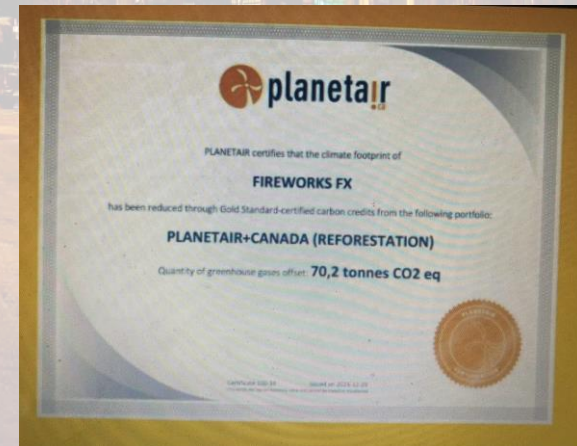 planetair
.ca
PLANETAIR certifies that the climate footprint of
FIREWORKS FX
has been reduced through Gold Standard-certified carbon credits from the following portfolio:
PLANETAIR+CANADA (REFORESTATION)
Quantity of greenhouse gases offset: 70,2 tonnes CO2 eq
PLANETAIR